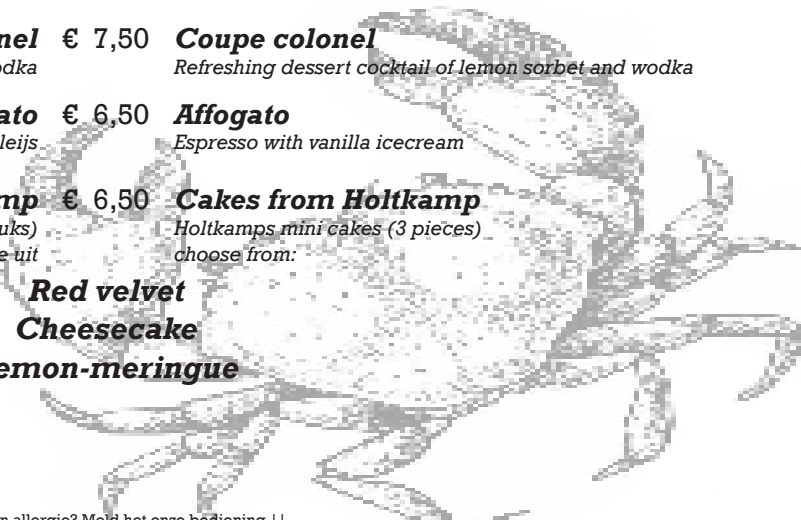 nel € 7,50 Coupe colonel
odka Refreshing dessert cocktail of lemon sorbet and wodka
ato € 6,50 Affogato
leijs Espresso with vanilla icecream
mp € 6,50 Cakes from Holtkamp
uks) Holtkamps mini cakes (3 pieces)
e uit choose from:
Red velvet
Cheesecake
emon-meringue
n allergie? Meld het onze bediening ||